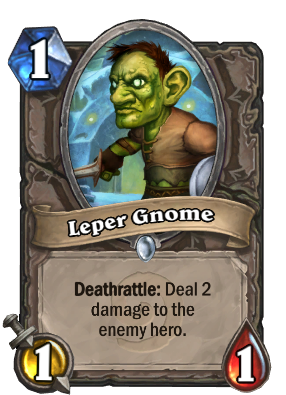 1
Leper Gnome
Deathrattle: Deal 2
damage to the
enemy hero.
1
1